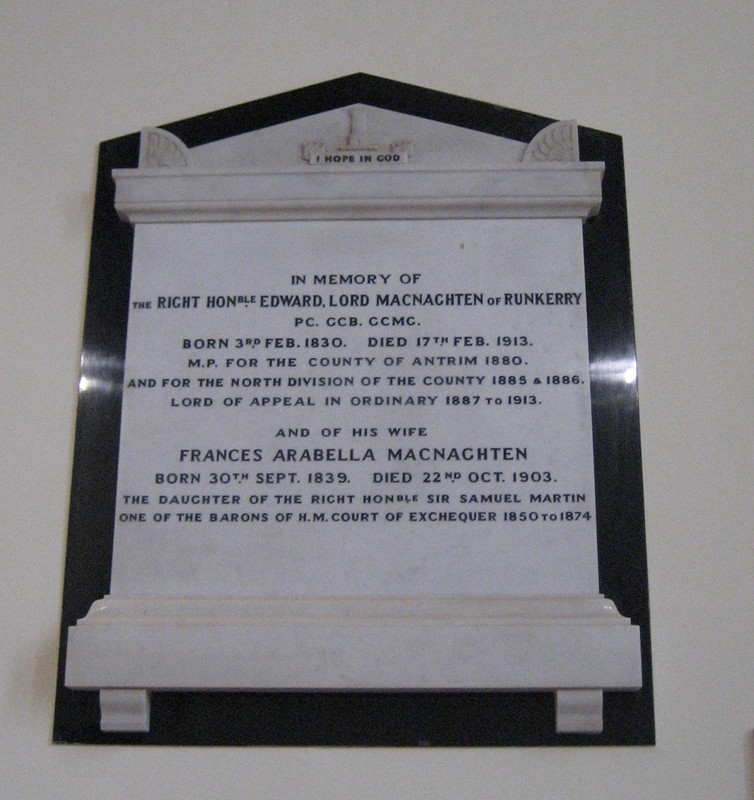 I HOPE IN GOD
IN MEMORY OF
THE RIGHT HONBLE EDWARD, LORD MACNAGHTEN OF RUNKERRY
PC. GCB. GCMG.
BORN 3RD FEB. 1830. DIED 17TH FEB. 1913.
M.P. FOR THE COUNTY OF ANTRIM 1880.
AND FOR THE NORTH DIVISION OF THE COUNTY 1885 & 1886.
LORD OF APPEAL IN ORDINARY 1887 TO 1913.
AND OF HIS WIFE
FRANCES ARABELLA MACNAGHTEN
BORN 30TH SEPT. 1839. DIED 22ND OCT. 1903.
THE DAUGHTER OF THE RIGHT HONBLE SIR SAMUEL MARTIN
ONE OF THE BARONS OF H.M. COURT OF EXCHEQUER 1850 TO 1874